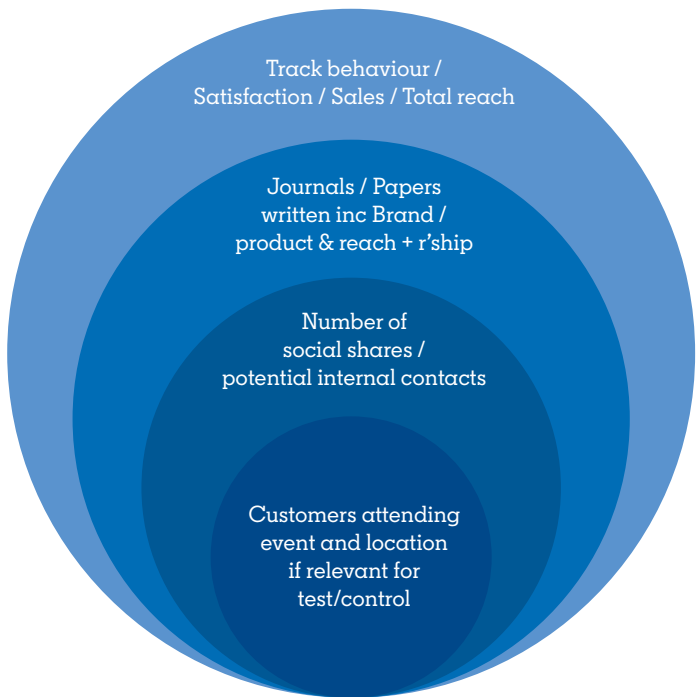 Track behaviour /
Satisfaction / Sales / Total reach
Journals / Papers
written inc Brand /
product & reach + r’ship
Number of
social shares /
potential internal contacts
Customers attending
event and location
if relevant for
test/control